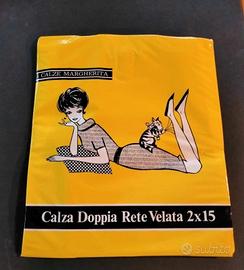 CALZE MARGHERITA
Calza Doppia Rete Velata 2x15
subito